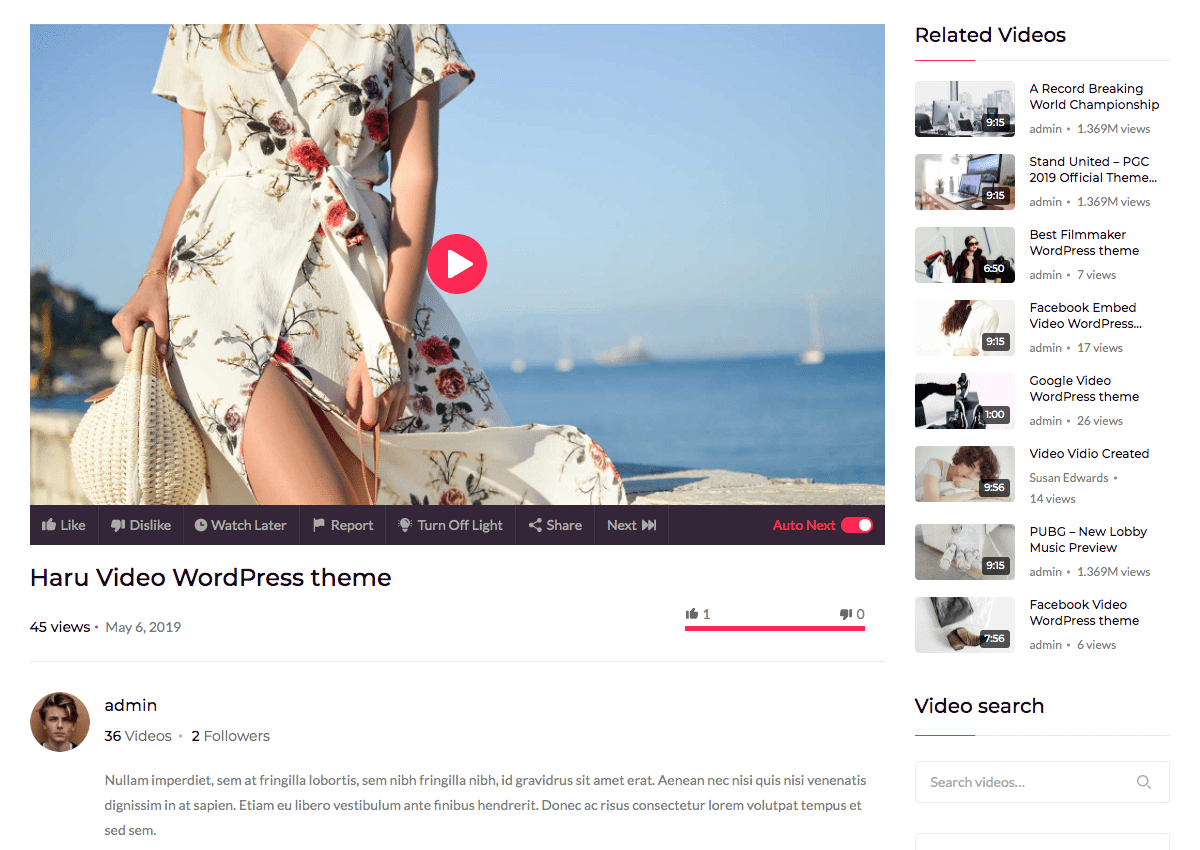 Like
Dislike
Watch Later
Report
Turn Off Light
Share
Next
Auto Next
Haru Video WordPress theme
1
0
45 views • May 6, 2019
admin
36 Videos • 2 Followers
Nullam imperdiet, sem at fringilla lobortis, sem nibh fringilla nibh, id gravidrus sit amet erat. Aenean nec nisi quis nisi venenatis
dignissim in at sapien. Etiam eu libero vestibulum ante finibus hendrerit. Donec ac risus consectetur lorem volutpat tempus et
sed sem.
Related Videos
9:15
A Record Breaking
World Championship
admin • 1.369M views
9:15
Stand United – PGC
2019 Official Theme...
admin • 1.369M views
6:50
Best Filmmaker
WordPress theme
admin • 7 views
9:15
Facebook Embed
Video WordPress...
admin • 17 views
1:00
Google Video
WordPress theme
admin • 26 views
9:56
Video Vidio Created
Susan Edwards •
14 views
9:15
PUBG – New Lobby
Music Preview
admin • 1.369M views
7:56
Facebook Video
WordPress theme
admin • 6 views
Video search
Search videos...